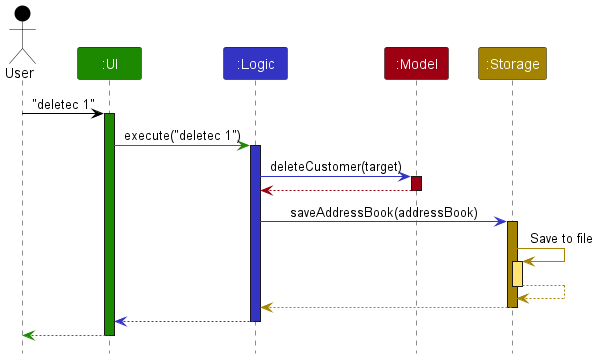 User
:UI
:Logic
:Model
:Storage
"deletec 1"
execute("deletec 1")
deleteCustomer(target)
saveAddressBook(addressBook)
Save to file